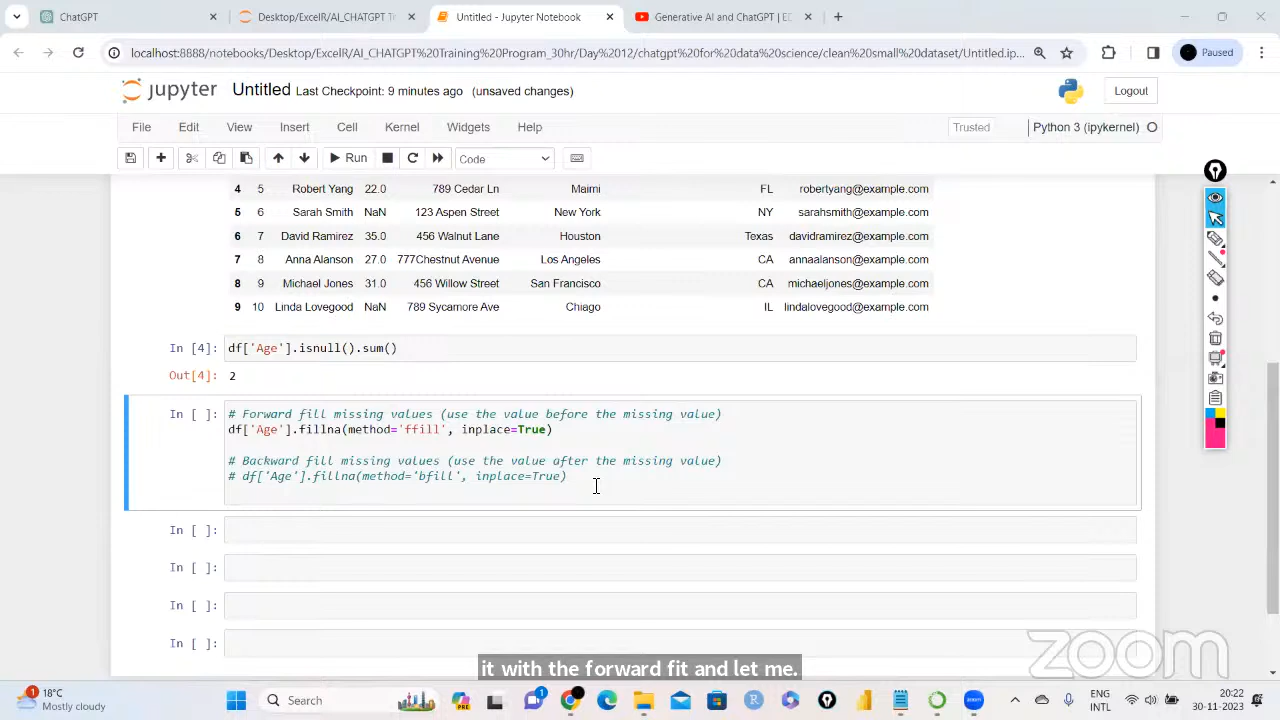 ChatGPT
Desktop/ExcelR/AI_CHATGPT Tr
Untitled - Jupyter Notebook
Generative AI and ChatGPT | EC
localhost:8888/notebooks/Desktop/ExcelR/AI_CHATGPT%20Training%20Program_30hr/Day%2012/chatgpt%20for%20data%20science/clean%20small%20dataset/Untitled.ip...
Paused
jupyter Untitled Last Checkpoint: 9 minutes ago (unsaved changes)
Logout
File Edit View Insert Cell Kernel Widgets Help
Trusted
Python 3 (ipykernel)
Run
Code
4 5 Robert Yang 22.0 789 Cedar Ln Maimi FL robertyang@example.com
5 6 Sarah Smith NaN 123 Aspen Street New York NY sarahsmith@example.com
6 7 David Ramirez 35.0 456 Walnut Lane Houston Texas davidramirez@example.com
7 8 Anna Alanson 27.0 777Chestnut Avenue Los Angeles CA annaalanson@example.com
8 9 Michael Jones 31.0 456 Willow Street San Francisco CA michaeljones@example.com
9 10 Linda Lovegood NaN 789 Sycamore Ave Chiago IL lindalovegood@example.com
In [4]: df['Age'].isnull().sum()
Out[4]: 2
In [ ]: # Forward fill missing values (use the value before the missing value)
df['Age'].fillna(method='ffill', inplace=True)
# Backward fill missing values (use the value after the missing value)
# df['Age'].fillna(method='bfill', inplace=True)
In [ ]:
In [ ]:
In [ ]:
In [ ]:
zoom
it with the forward fit and let me.
1
18°C
Mostly cloudy
Search
PRE
1
R
ENG
INTL
20:22
30-11-2023